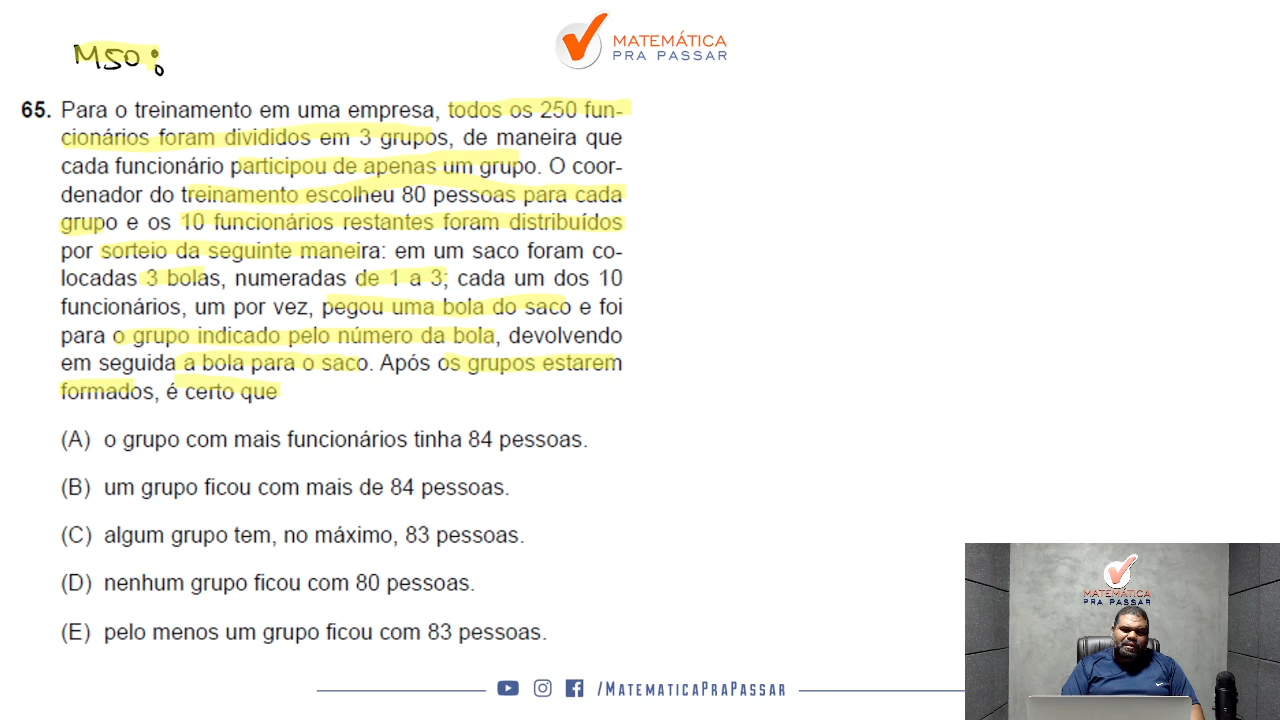 MSO:
MATEMÁTICA
PRA PASSAR
65. Para o treinamento em uma empresa, todos os 250 fun-
cionários foram divididos em 3 grupos, de maneira que
cada funcionário participou de apenas um grupo. O coor-
denador do treinamento escolheu 80 pessoas para cada
grupo e os 10 funcionários restantes foram distribuídos
por sorteio da seguinte maneira: em um saco foram co-
locadas 3 bolas, numeradas de 1 a 3; cada um dos 10
funcionários, um por vez, pegou uma bola do saco e foi
para o grupo indicado pelo número da bola, devolvendo
em seguida a bola para o saco. Após os grupos estarem
formados, é certo que
(A) o grupo com mais funcionários tinha 84 pessoas.
(B) um grupo ficou com mais de 84 pessoas.
(C) algum grupo tem, no máximo, 83 pessoas.
(D) nenhum grupo ficou com 80 pessoas.
(E) pelo menos um grupo ficou com 83 pessoas.
MATEMÁTICA
PRA PASSAR
/MATEMATICAPRAPASSAR